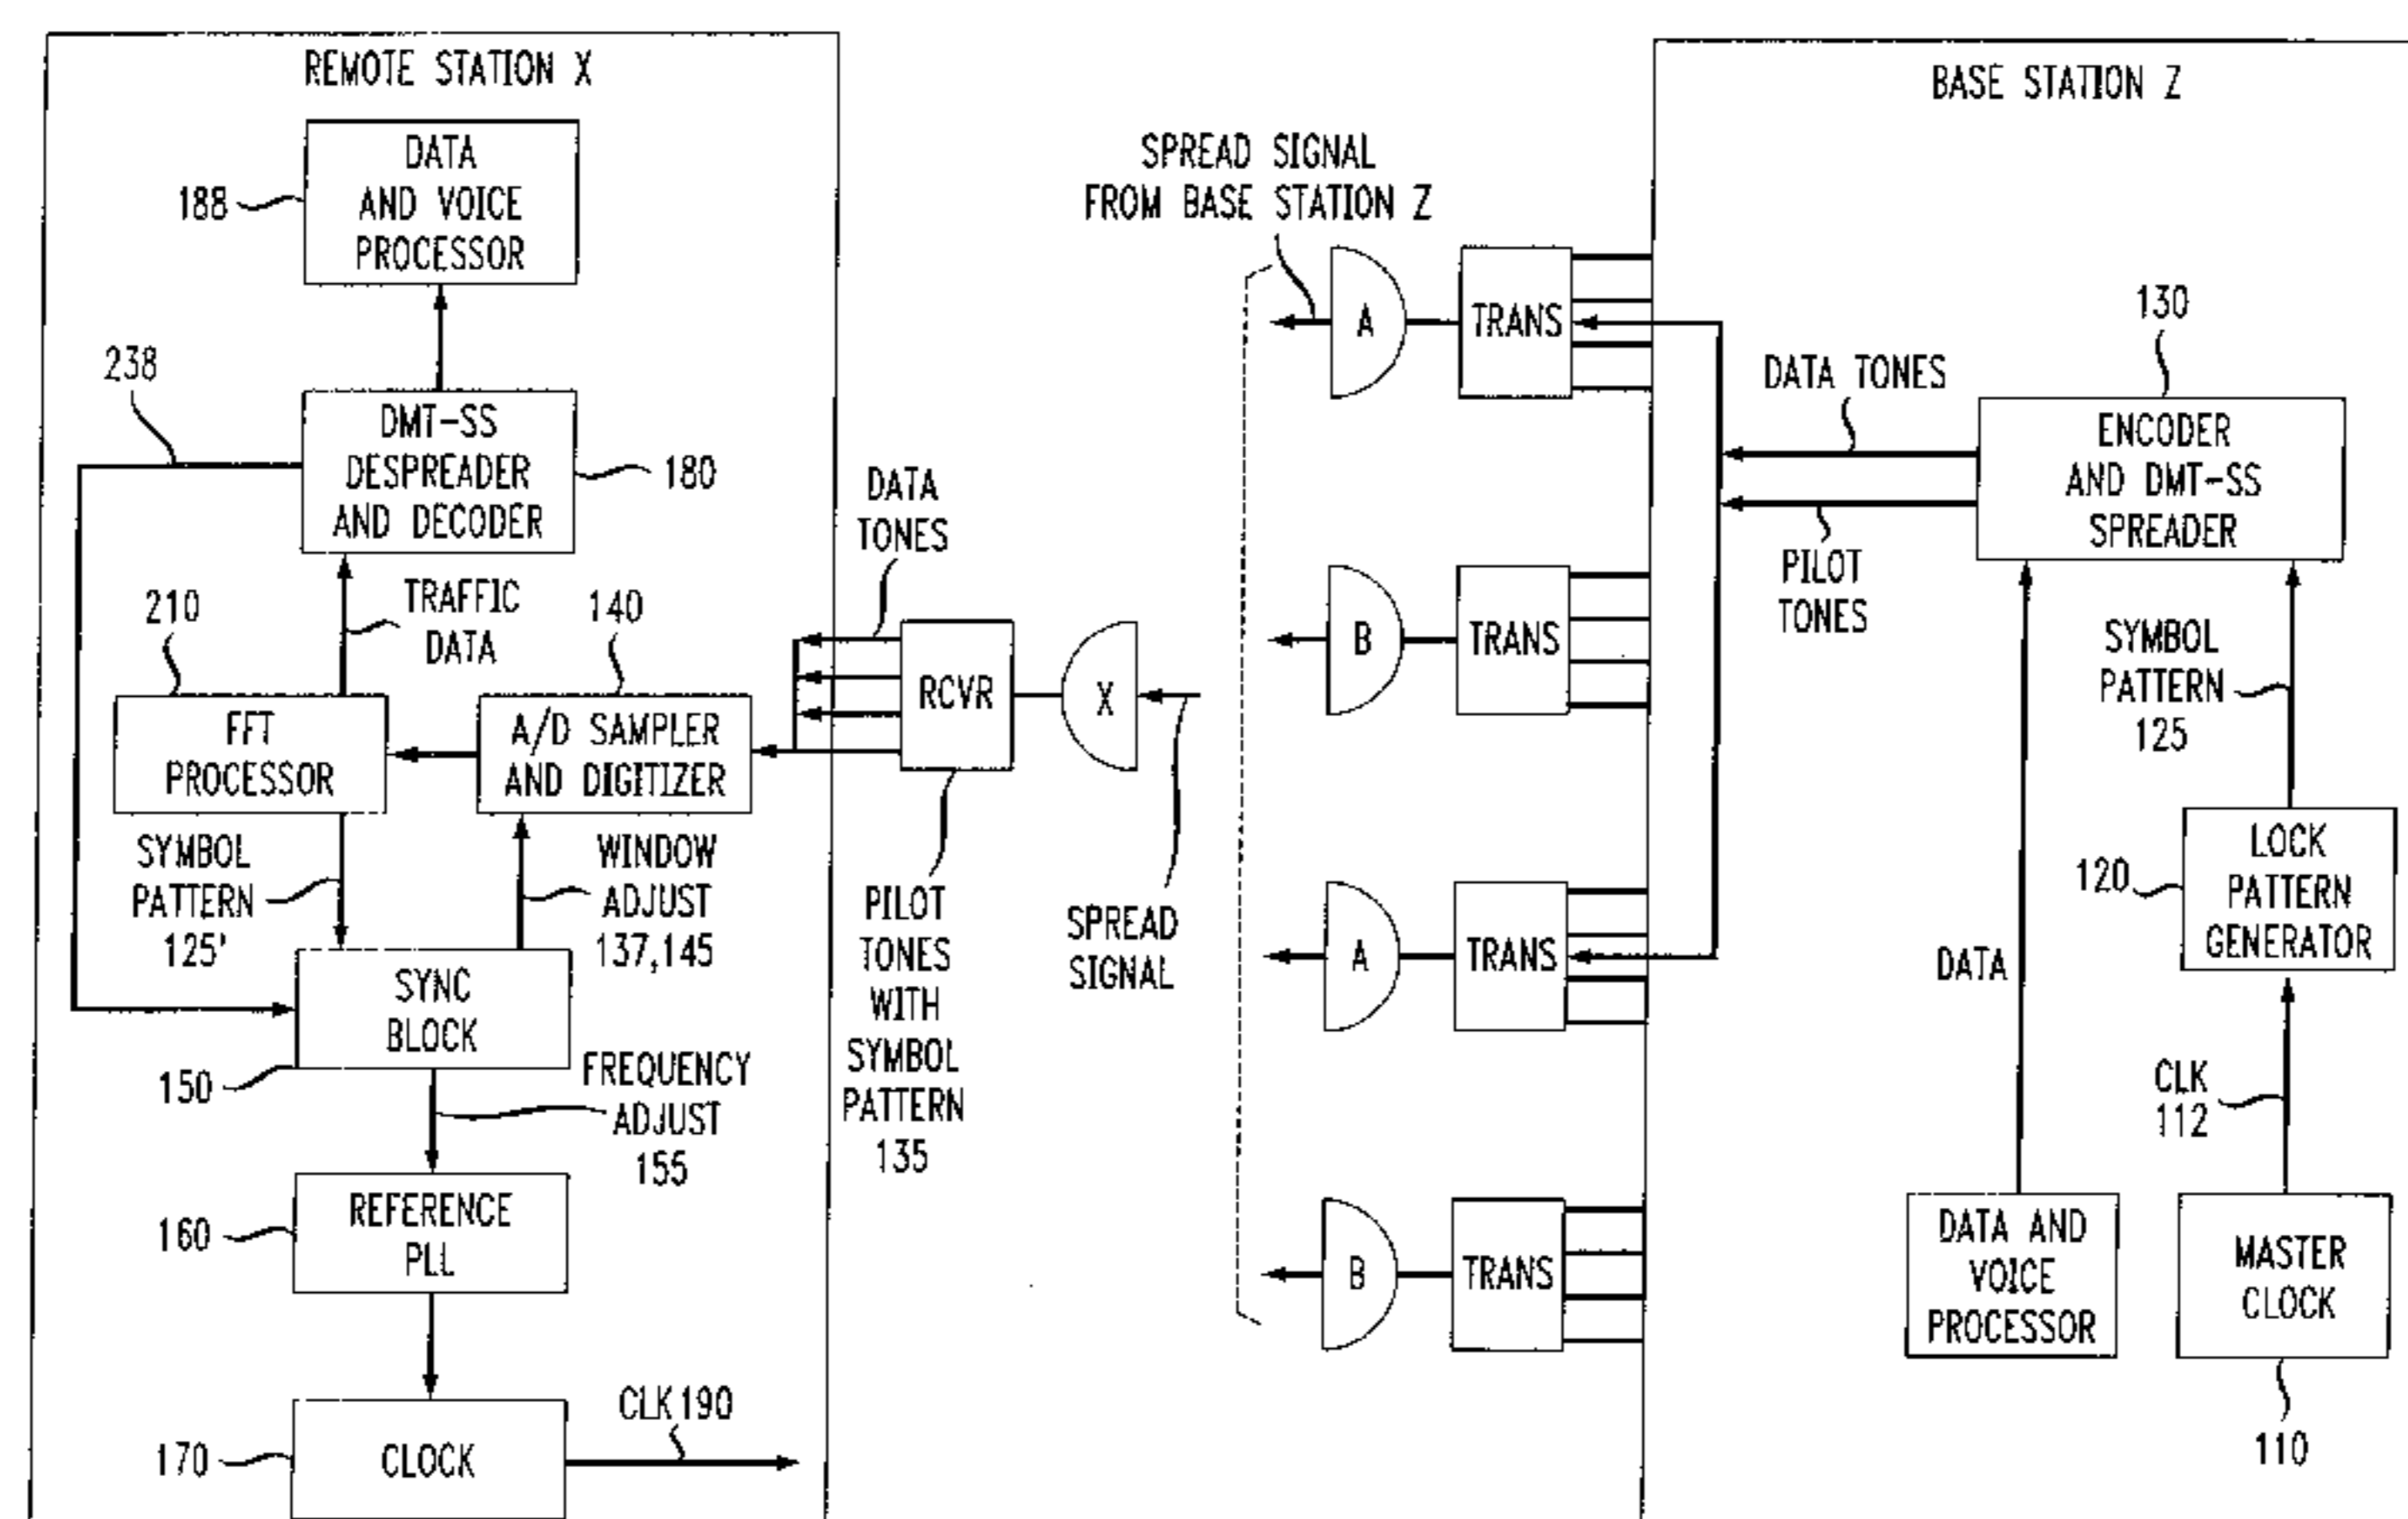 REMOTE STATION X
DATA
AND VOICE
PROCESSOR
188
238
DMT-SS
DESPREADER
AND DECODER
180
210
TRAFFIC
DATA
140
FFT
PROCESSOR
A/D SAMPLER
AND DIGITIZER
SYMBOL
PATTERN
125'
WINDOW
ADJUST
137,145
SYNC
BLOCK
150
FREQUENCY
ADJUST
155
REFERENCE
PLL
160
CLOCK
170
CLK190
DATA
TONES
RCVR
X
PILOT
TONES
WITH
SYMBOL
PATTERN
135
SPREAD
SIGNAL
SPREAD SIGNAL
FROM BASE STATION Z
A
TRANS
B
TRANS
A
TRANS
B
TRANS
BASE STATION Z
130
DATA TONES
ENCODER
AND DMT-SS
SPREADER
PILOT
TONES
SYMBOL
PATTERN
125
LOCK
PATTERN
GENERATOR
120
DATA
CLK
112
DATA AND
VOICE
PROCESSOR
MASTER
CLOCK
110